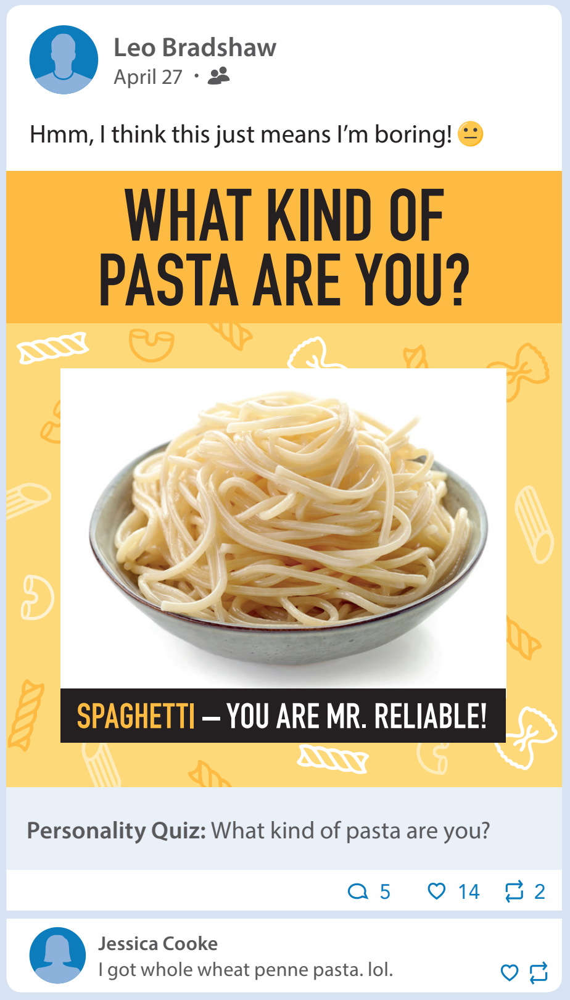 Leo Bradshaw
April 27 ·
Hmm, I think this just means I’m boring! 😐
WHAT KIND OF
PASTA ARE YOU?
SPAGHETTI – YOU ARE MR. RELIABLE!
Personality Quiz: What kind of pasta are you?
5 14 2
Jessica Cooke
I got whole wheat penne pasta. lol.